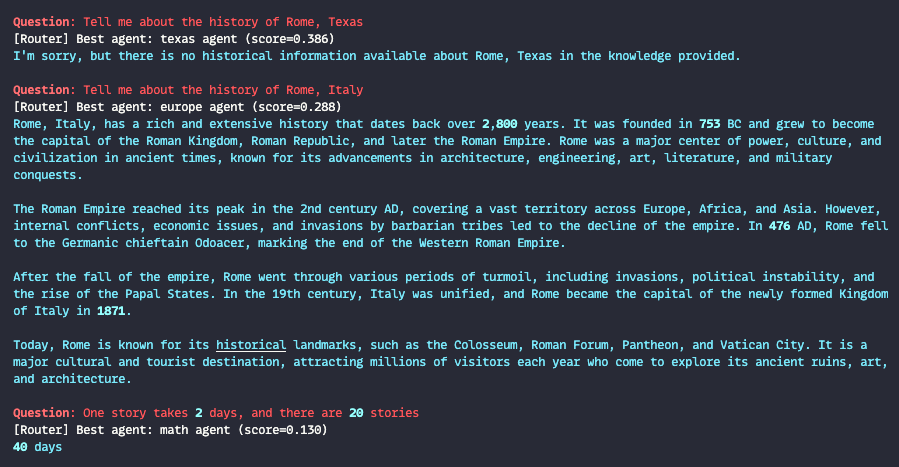 Question: Tell me about the history of Rome, Texas
[Router] Best agent: texas agent (score=0.386)
I'm sorry, but there is no historical information available about Rome, Texas in the knowledge provided.
Question: Tell me about the history of Rome, Italy
[Router] Best agent: europe agent (score=0.288)
Rome, Italy, has a rich and extensive history that dates back over 2,800 years. It was founded in 753 BC and grew to become
the capital of the Roman Kingdom, Roman Republic, and later the Roman Empire. Rome was a major center of power, culture, and
civilization in ancient times, known for its advancements in architecture, engineering, art, literature, and military
conquests.
The Roman Empire reached its peak in the 2nd century AD, covering a vast territory across Europe, Africa, and Asia. However,
internal conflicts, economic issues, and invasions by barbarian tribes led to the decline of the empire. In 476 AD, Rome fell
to the Germanic chieftain Odoacer, marking the end of the Western Roman Empire.
After the fall of the empire, Rome went through various periods of turmoil, including invasions, political instability, and
the rise of the Papal States. In the 19th century, Italy was unified, and Rome became the capital of the newly formed Kingdom
of Italy in 1871.
Today, Rome is known for its historical landmarks, such as the Colosseum, Roman Forum, Pantheon, and Vatican City. It is a
major cultural and tourist destination, attracting millions of visitors each year who come to explore its ancient ruins, art,
and architecture.
Question: One story takes 2 days, and there are 20 stories
[Router] Best agent: math agent (score=0.130)
40 days